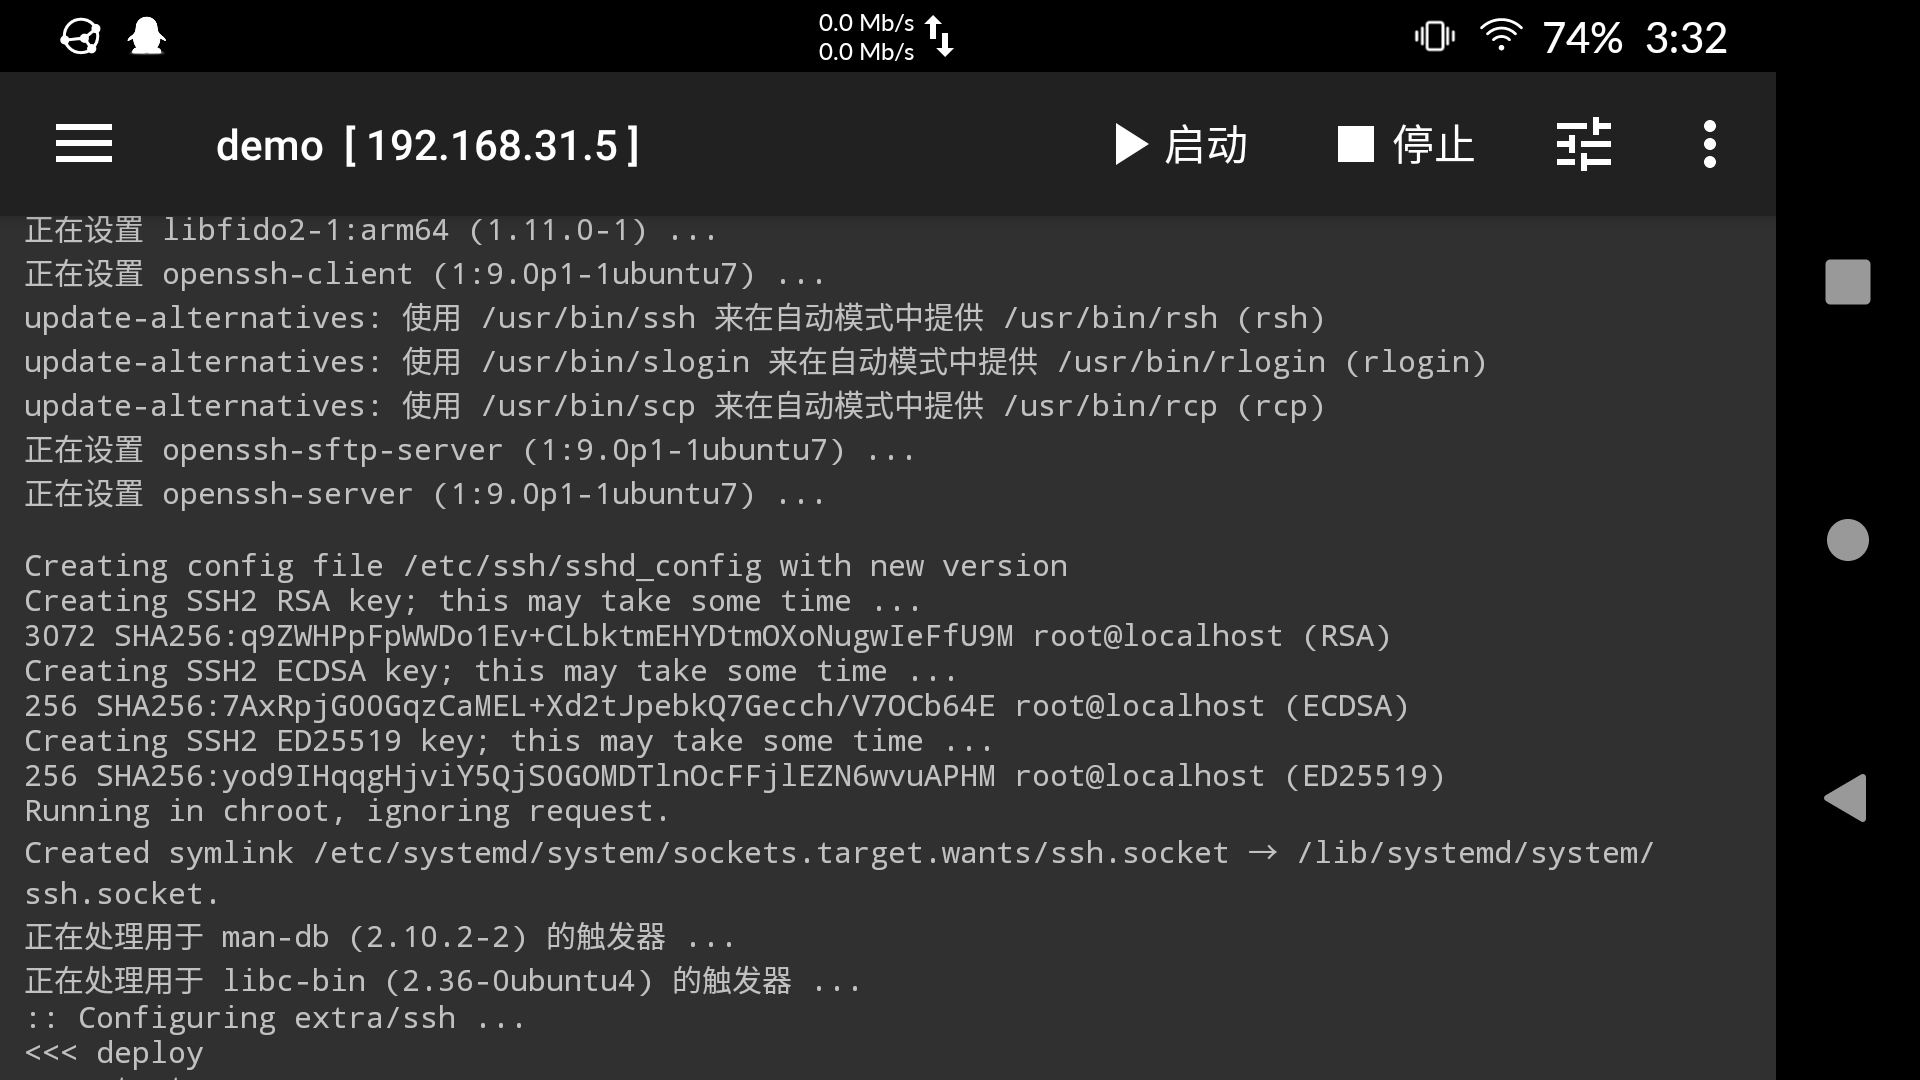 0.0 Mb/s
0.0 Mb/s
74% 3:32
demo [ 192.168.31.5 ]
启动
停止
正在设置 libfido2-1:arm64 (1.11.0-1) ...
正在设置 openssh-client (1:9.0p1-1ubuntu7) ...
update-alternatives: 使用 /usr/bin/ssh 来在自动模式中提供 /usr/bin/rsh (rsh)
update-alternatives: 使用 /usr/bin/slogin 来在自动模式中提供 /usr/bin/rlogin (rlogin)
update-alternatives: 使用 /usr/bin/scp 来在自动模式中提供 /usr/bin/rcp (rcp)
正在设置 openssh-sftp-server (1:9.0p1-1ubuntu7) ...
正在设置 openssh-server (1:9.0p1-1ubuntu7) ...
Creating config file /etc/ssh/sshd_config with new version
Creating SSH2 RSA key; this may take some time ...
3072 SHA256:q9ZWHPpFpWWDo1Ev+CLbktmEHYDtmOXoNugwIeFfU9M root@localhost (RSA)
Creating SSH2 ECDSA key; this may take some time ...
256 SHA256:7AxRpjG0OGqzCaMEL+Xd2tJpebkQ7Gecch/V7OCb64E root@localhost (ECDSA)
Creating SSH2 ED25519 key; this may take some time ...
256 SHA256:yod9IHqqgHjviY5QjS0GOMDTlnOcFFjlEZN6wvuAPHM root@localhost (ED25519)
Running in chroot, ignoring request.
Created symlink /etc/systemd/system/sockets.target.wants/ssh.socket → /lib/systemd/system/
ssh.socket.
正在处理用于 man-db (2.10.2-2) 的触发器 ...
正在处理用于 libc-bin (2.36-0ubuntu4) 的触发器 ...
:: Configuring extra/ssh ...
<<< deploy